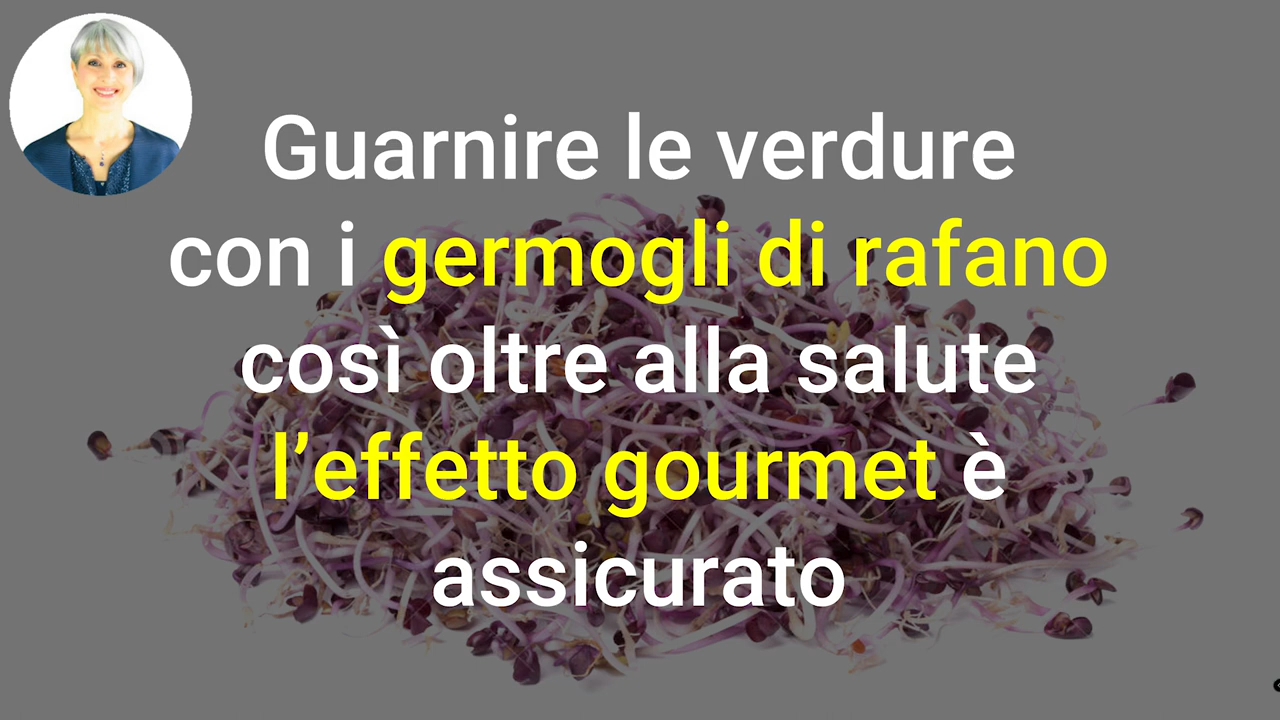 Guarnire le verdure
con i germogli di rafano
così oltre alla salute
l’effetto gourmet è
assicurato